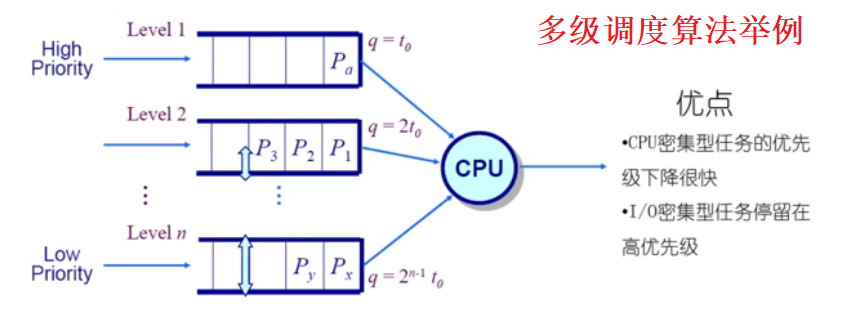 多级调度算法举例
Level 1
High
Priority
P_a
q = t_0
Level 2
P_3 P_2 P_1
q = 2t_0
CPU
⋮ ⋮
Level n
Low
Priority
P_y P_x
q = 2^{n-1} t_0
优点
•CPU密集型任务的优先
级下降很快
•I/O密集型任务停留在
高优先级